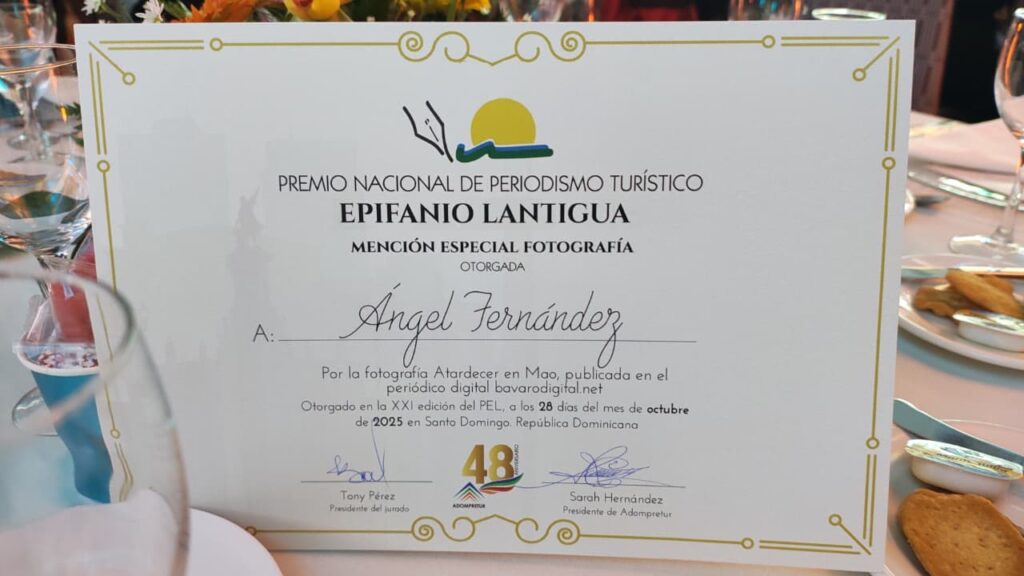 PREMIO NACIONAL DE PERIODISMO TURÍSTICO
EPIFANIO LANTIGUA
MENCIÓN ESPECIAL FOTOGRAFÍA
OTORGADA
A: Ángel Fernández
Por la fotografía Atardecer en Mao, publicada en el
periódico digital bavarodigital.net
Otorgado en la XXI edición del PEL, a los 28 días del mes de octubre
de 2025 en Santo Domingo. República Dominicana
48
ADOMPRETUR
Tony Pérez
Presidente del jurado
Sarah Hernández
Presidente de Adompretur